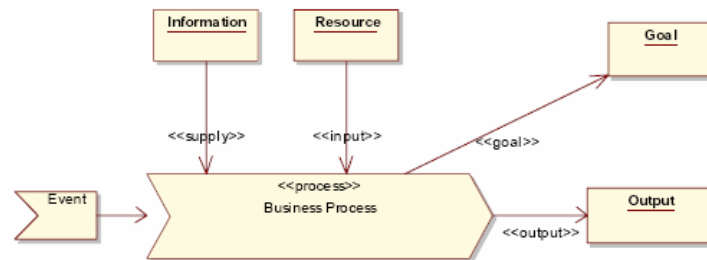 Information
Resource
Goal
<<supply>>
<<input>>
<<goal>>
<<process>>
Business Process
Event
Output
<<output>>